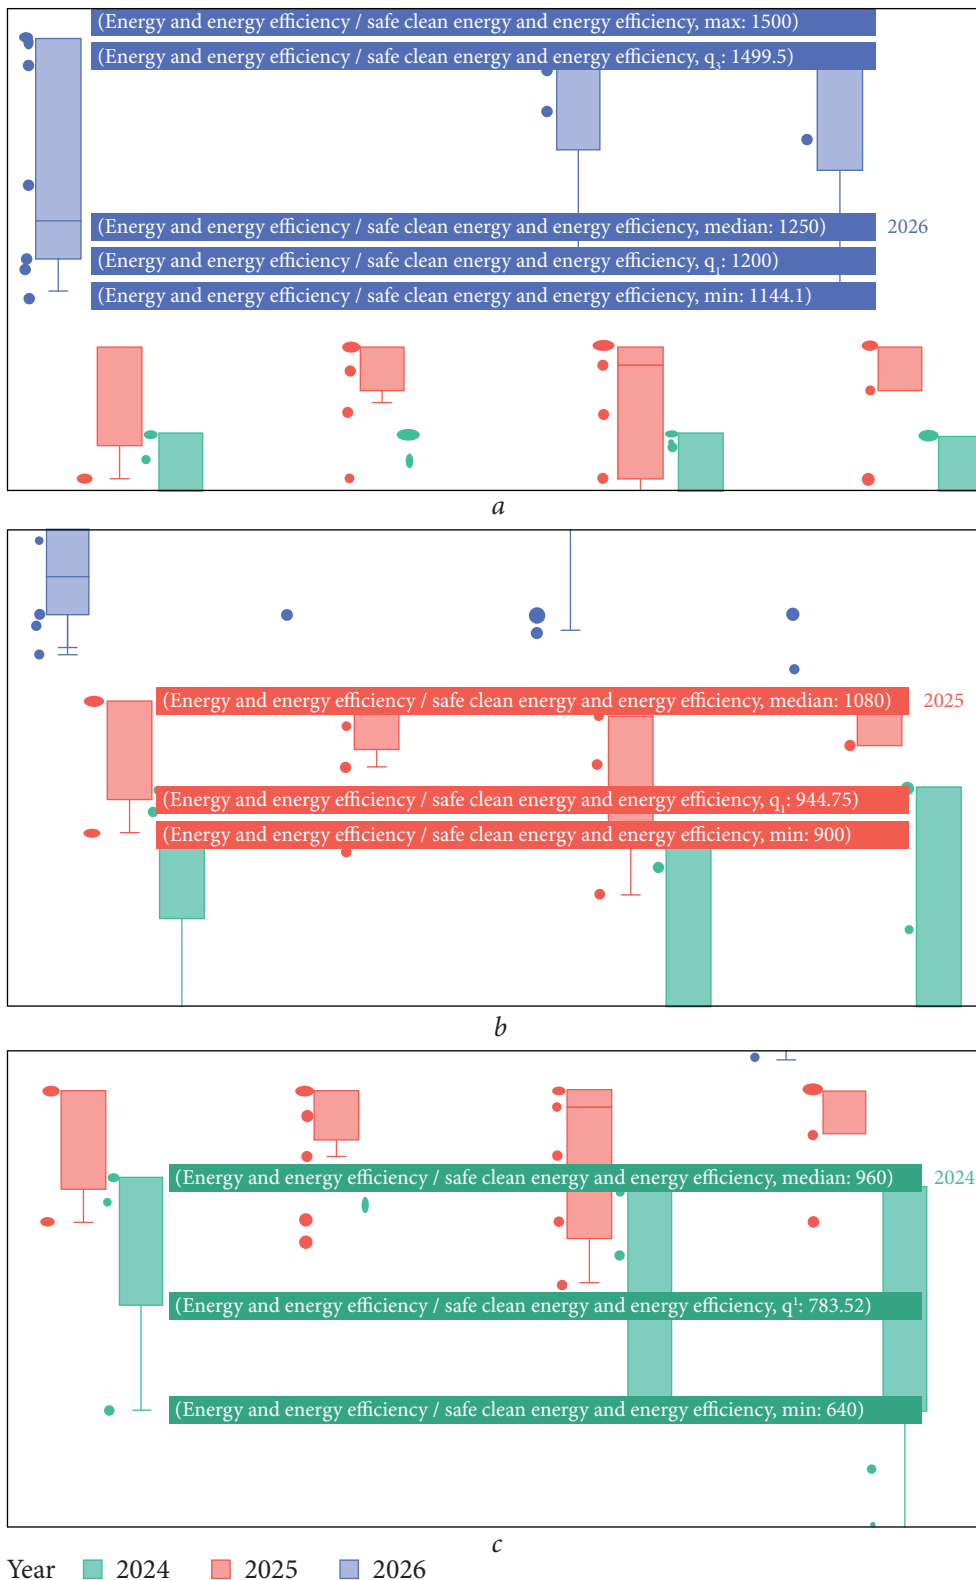 (Energy and energy efficiency / safe clean energy and energy efficiency, max: 1500)
(Energy and energy efficiency / safe clean energy and energy efficiency, q₃: 1499.5)
(Energy and energy efficiency / safe clean energy and energy efficiency, median: 1250) 2026
(Energy and energy efficiency / safe clean energy and energy efficiency, q₁: 1200)
(Energy and energy efficiency / safe clean energy and energy efficiency, min: 1144.1)
a
(Energy and energy efficiency / safe clean energy and energy efficiency, median: 1080) 2025
(Energy and energy efficiency / safe clean energy and energy efficiency, q₁: 944.75)
(Energy and energy efficiency / safe clean energy and energy efficiency, min: 900)
b
(Energy and energy efficiency / safe clean energy and energy efficiency, median: 960) 2024
(Energy and energy efficiency / safe clean energy and energy efficiency, q¹: 783.52)
(Energy and energy efficiency / safe clean energy and energy efficiency, min: 640)
c
Year 2024 2025 2026